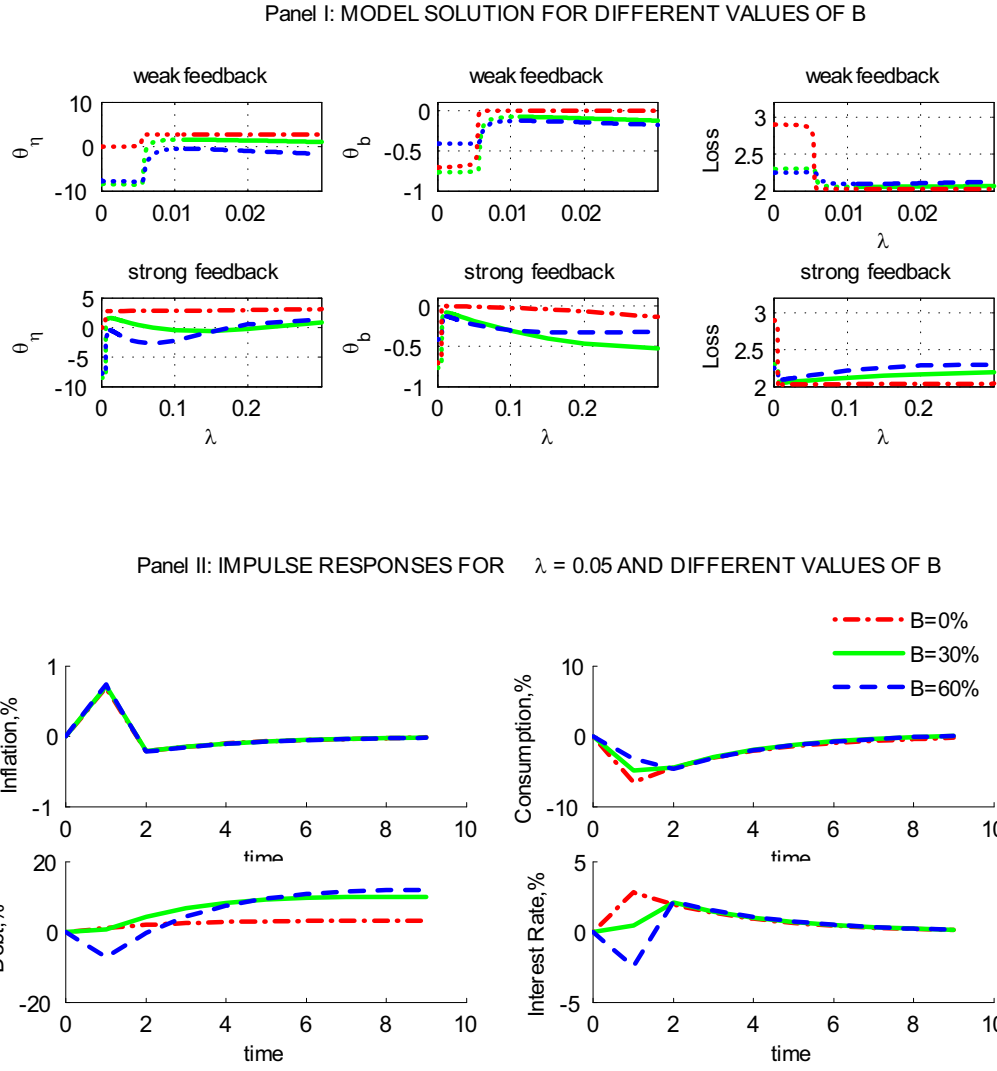 Panel I: MODEL SOLUTION FOR DIFFERENT VALUES OF B
weak feedback
weak feedback
weak feedback
θη
10
0
-10
0 0.01 0.02
θb
0
-0.5
-1
0 0.01 0.02
Loss
3
2.5
2
0 0.01 0.02
λ
strong feedback
strong feedback
strong feedback
θη
5
0
-5
-10
0 0.1 0.2
λ
θb
0
-0.5
-1
0 0.1 0.2
λ
Loss
3
2.5
2
0 0.1 0.2
λ
Panel II: IMPULSE RESPONSES FOR λ = 0.05 AND DIFFERENT VALUES OF B
B=0%
B=30%
B=60%
Inflation,%
1
0
-1
0 2 4 6 8 10
time
Consumption,%
10
0
-10
0 2 4 6 8 10
time
Debt,%
20
0
-20
0 2 4 6 8 10
time
Interest Rate,%
5
0
-5
0 2 4 6 8 10
time